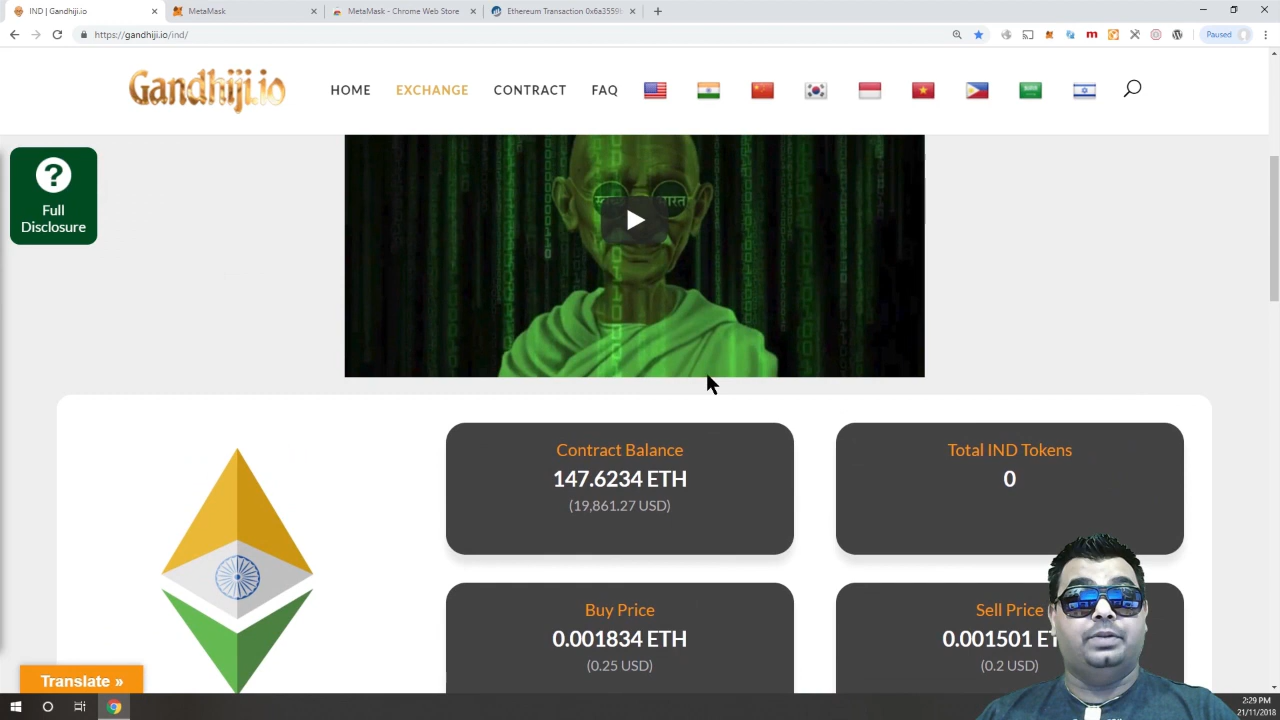 IND | Gandhiji.io
MetaMask
MetaMask - Chrome Web Store
Ethereum Transaction 0x6a3559
https://gandhiji.io/ind/
Paused
Gandhiji.io
HOME
EXCHANGE
CONTRACT
FAQ
Full
Disclosure
Contract Balance
147.6234 ETH
(19,861.27 USD)
Total IND Tokens
0
Buy Price
0.001834 ETH
(0.25 USD)
Sell Price
0.001501
(0.2 USD)
Translate »
2:29 PM
21/11/2018